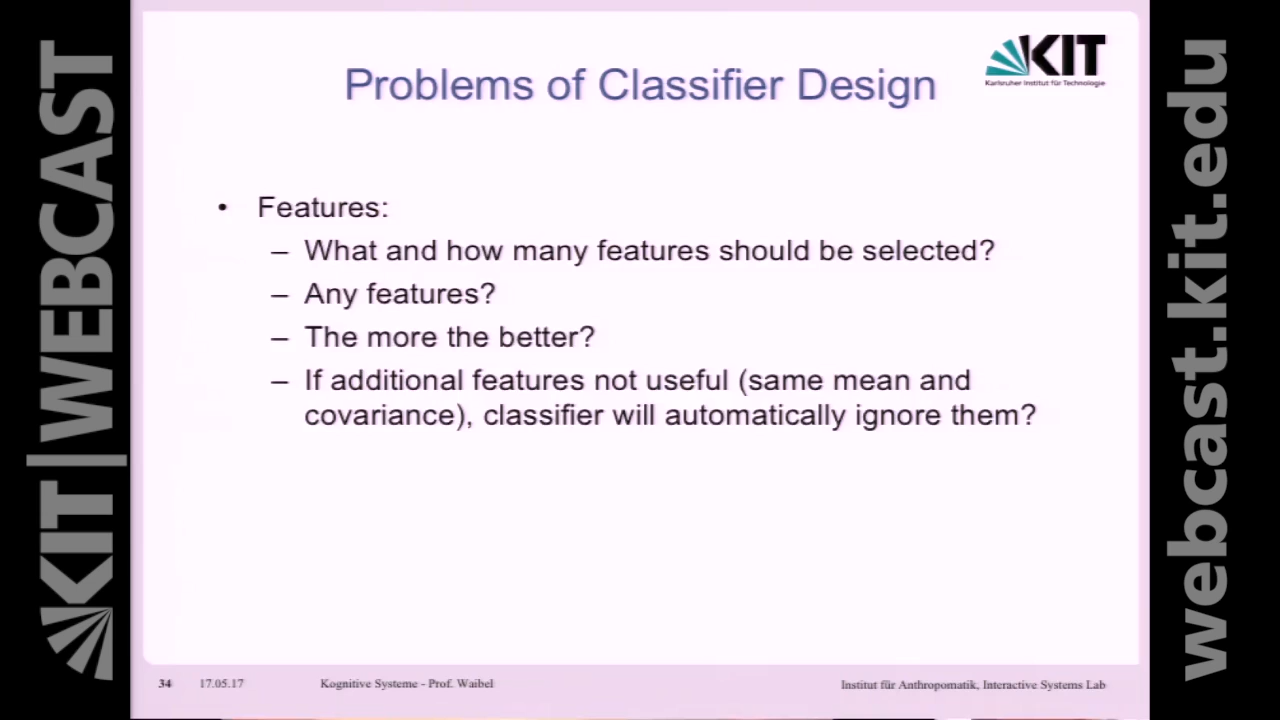 KIT|WEBCAST
KIT
Karlsruher Institut für Technologie
Problems of Classifier Design
• Features:
– What and how many features should be selected?
– Any features?
– The more the better?
– If additional features not useful (same mean and
covariance), classifier will automatically ignore them?
34 17.05.17 Kognitive Systeme - Prof. Waibel Institut für Anthropomatik, Interactive Systems Lab
webcast.kit.edu